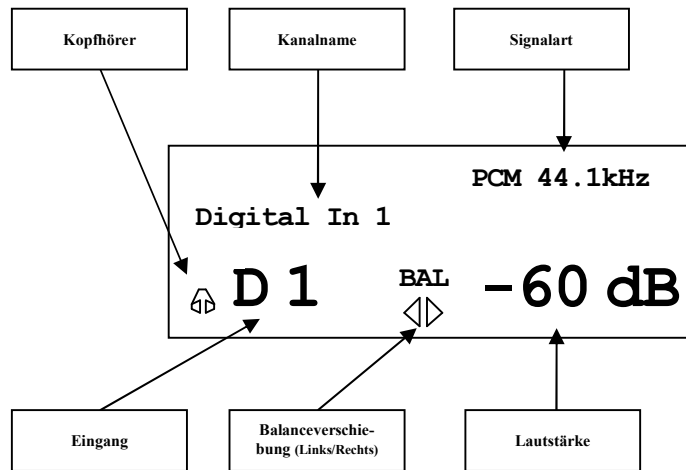 Kopfhörer
Kanalname
Signalart
PCM 44.1kHz
Digital In 1
D 1
BAL
-60 dB
Eingang
Balanceverschie-
bung (Links/Rechts)
Lautstärke